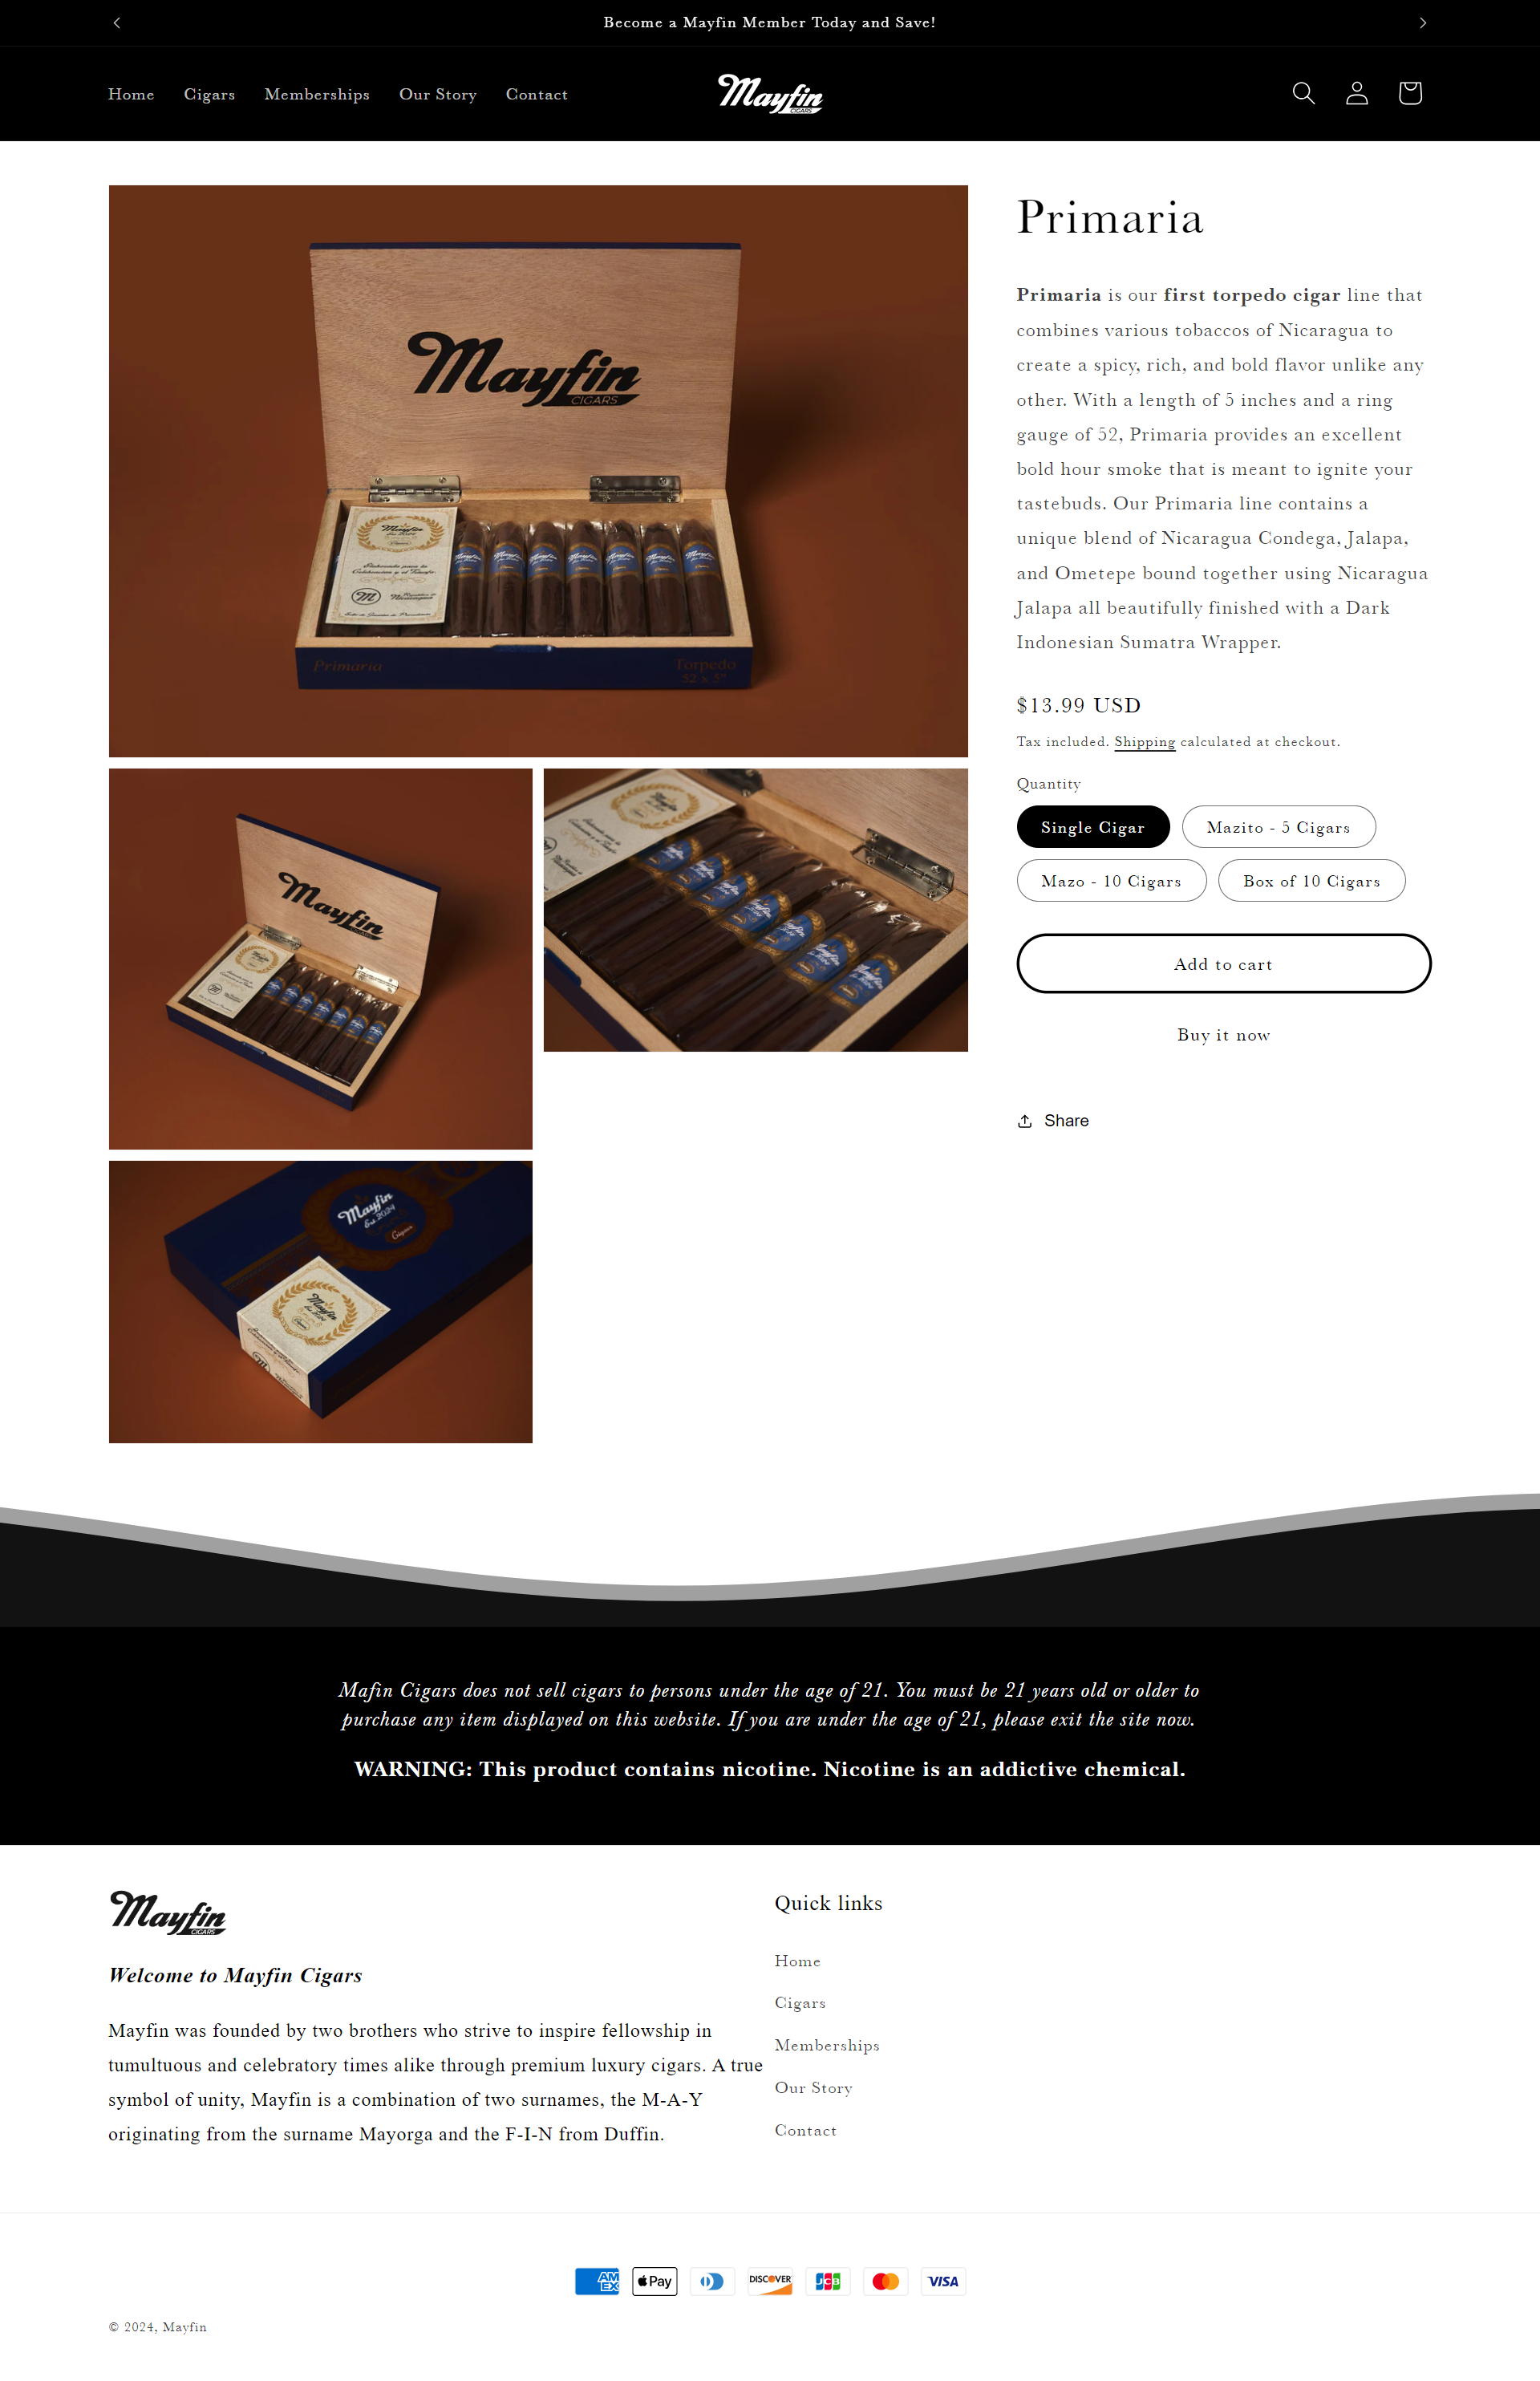 Become a Mayfin Member Today and Save!
Home
Cigars
Memberships
Our Story
Contact
Mayfin
CIGARS
Primaria
Primaria is our first torpedo cigar line that
combines various tobaccos of Nicaragua to
create a spicy, rich, and bold flavor unlike any
other. With a length of 5 inches and a ring
gauge of 52, Primaria provides an excellent
bold hour smoke that is meant to ignite your
tastebuds. Our Primaria line contains a
unique blend of Nicaragua Condega, Jalapa,
and Ometepe bound together using Nicaragua
Jalapa all beautifully finished with a Dark
Indonesian Sumatra Wrapper.
$13.99 USD
Tax included. Shipping calculated at checkout.
Quantity
Single Cigar
Mazito - 5 Cigars
Mazo - 10 Cigars
Box of 10 Cigars
Add to cart
Buy it now
Share
Mayfin
CIGARS
Mayfin
Primaria
Torpedo
52 x 5"
Mayfin
CIGARS
Mayfin
Mayfin
Est. 2024
Cigars
Mayfin
Mafin Cigars does not sell cigars to persons under the age of 21. You must be 21 years old or older to
purchase any item displayed on this website. If you are under the age of 21, please exit the site now.
WARNING: This product contains nicotine. Nicotine is an addictive chemical.
Mayfin
CIGARS
Welcome to Mayfin Cigars
Mayfin was founded by two brothers who strive to inspire fellowship in
tumultuous and celebratory times alike through premium luxury cigars. A true
symbol of unity, Mayfin is a combination of two surnames, the M-A-Y
originating from the surname Mayorga and the F-I-N from Duffin.
Quick links
Home
Cigars
Memberships
Our Story
Contact
AMEX
Pay
DISCOVER
JCB
VISA
© 2024, Mayfin